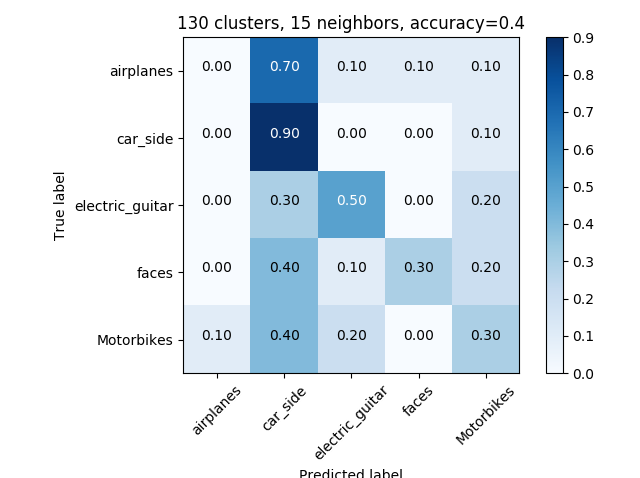 130 clusters, 15 neighbors, accuracy=0.4
airplanes 0.00 0.70 0.10 0.10 0.10
car_side 0.00 0.90 0.00 0.00 0.10
electric_guitar 0.00 0.30 0.50 0.00 0.20
faces 0.00 0.40 0.10 0.30 0.20
Motorbikes 0.10 0.40 0.20 0.00 0.30
True label
airplanes car_side electric_guitar faces Motorbikes
Predicted label
0.9
0.8
0.7
0.6
0.5
0.4
0.3
0.2
0.1
0.0